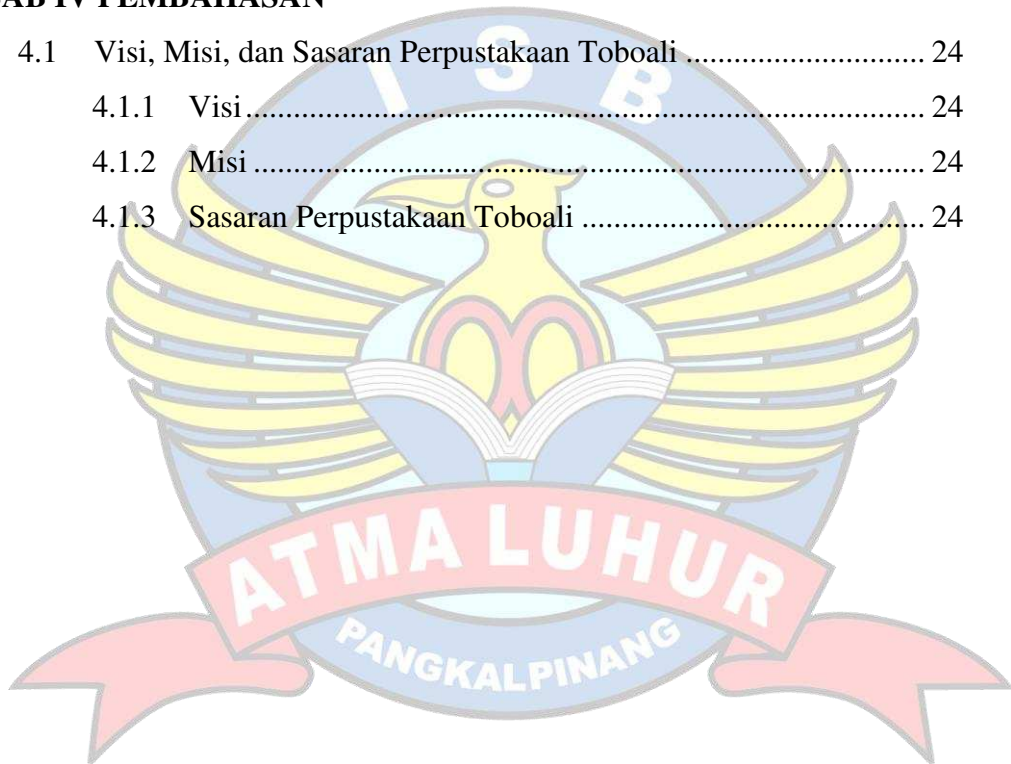 BAB IV PEMBAHASAN
4.1 Visi, Misi, dan Sasaran Perpustakaan Toboali .............................. 24
4.1.1 Visi..................................................................................... 24
4.1.2 Misi.................................................................................... 24
4.1.3 Sasaran Perpustakaan Toboali ........................................... 24
I S B
ATMA LUHUR
PANGKALPINANG